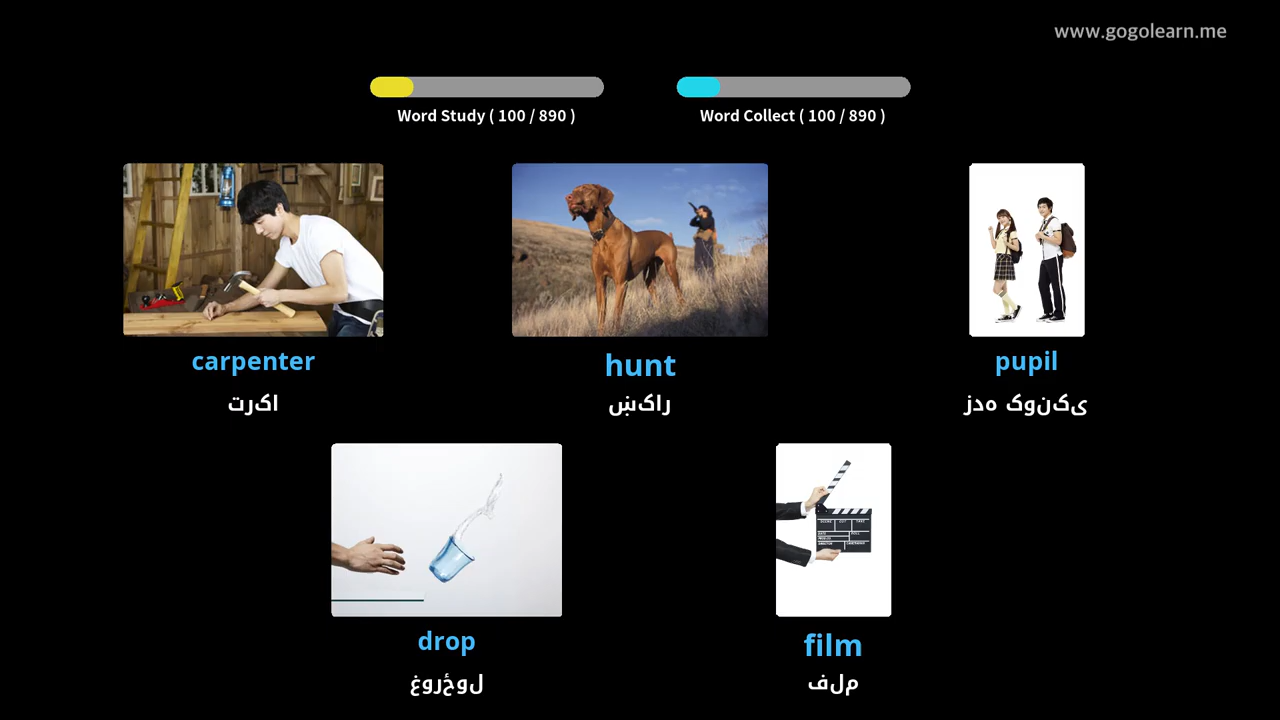 www.gogolearn.me
Word Study ( 100 / 890 )
Word Collect ( 100 / 890 )
carpenter
hunt
pupil
اکرت
راکښ
یکنوک هدز
drop
film
لوځروغ
ملف